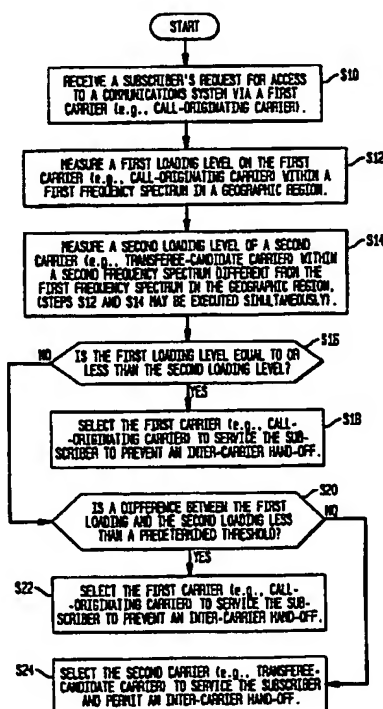 START
RECEIVE A SUBSCRIBER'S REQUEST FOR ACCESS
TO A COMMUNICATIONS SYSTEM VIA A FIRST
CARRIER (e.g., CALL-ORIGINATING CARRIER).
S10
MEASURE A FIRST LOADING LEVEL ON THE FIRST
CARRIER (e.g., CALL-ORIGINATING CARRIER) WITHIN A
FIRST FREQUENCY SPECTRUM IN A GEOGRAPHIC REGION.
S12
MEASURE A SECOND LOADING LEVEL OF A SECOND
CARRIER (e.g., TRANSFEREE-CANDIDATE CARRIER) WITHIN
A SECOND FREQUENCY SPECTRUM DIFFERENT FROM THE
FIRST FREQUENCY SPECTRUM IN THE GEOGRAPHIC REGION.
(STEPS S12 AND S14 MAY BE EXECUTED SIMULTANEOUSLY).
S14
IS THE FIRST LOADING LEVEL EQUAL TO OR
LESS THAN THE SECOND LOADING LEVEL?
S16
NO
YES
SELECT THE FIRST CARRIER (e.g., CALL-
-ORIGINATING CARRIER) TO SERVICE THE SUB-
SCRIBER TO PREVENT AN INTER-CARRIER HAND-OFF.
S18
IS A DIFFERENCE BETWEEN THE FIRST
LOADING AND THE SECOND LOADING LESS
THAN A PREDETERMINED THRESHOLD?
S20
NO
YES
S22
SELECT THE FIRST CARRIER (e.g., CALL-
-ORIGINATING CARRIER) TO SERVICE THE SUB-
SCRIBER TO PREVENT AN INTER-CARRIER HAND-OFF.
S24
SELECT THE SECOND CARRIER (e.g., TRANSFEREE-
CANDIDATE CARRIER) TO SERVICE THE SUBSCRIBER
AND PERMIT AN INTER-CARRIER HAND-OFF.